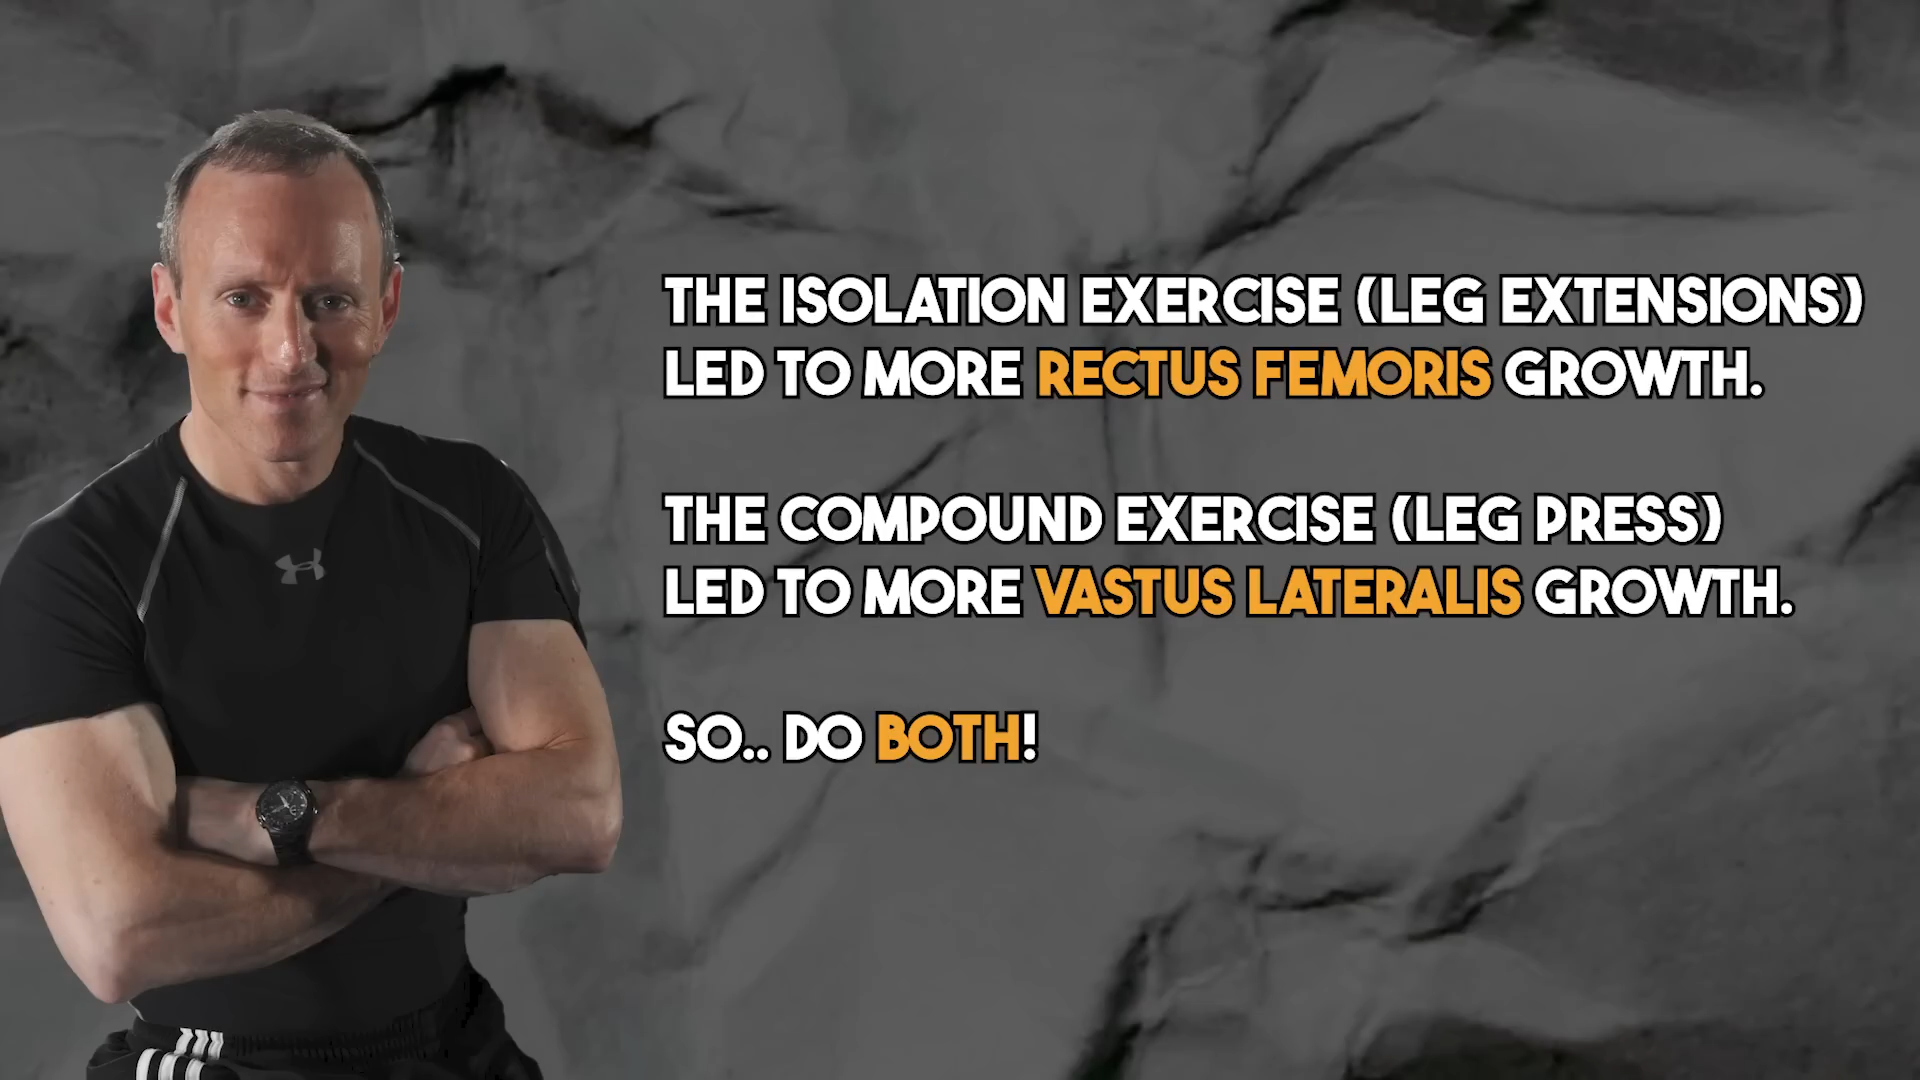 THE ISOLATION EXERCISE (LEG EXTENSIONS)
LED TO MORE RECTUS FEMORIS GROWTH.
THE COMPOUND EXERCISE (LEG PRESS)
LED TO MORE VASTUS LATERALIS GROWTH.
SO.. DO BOTH!